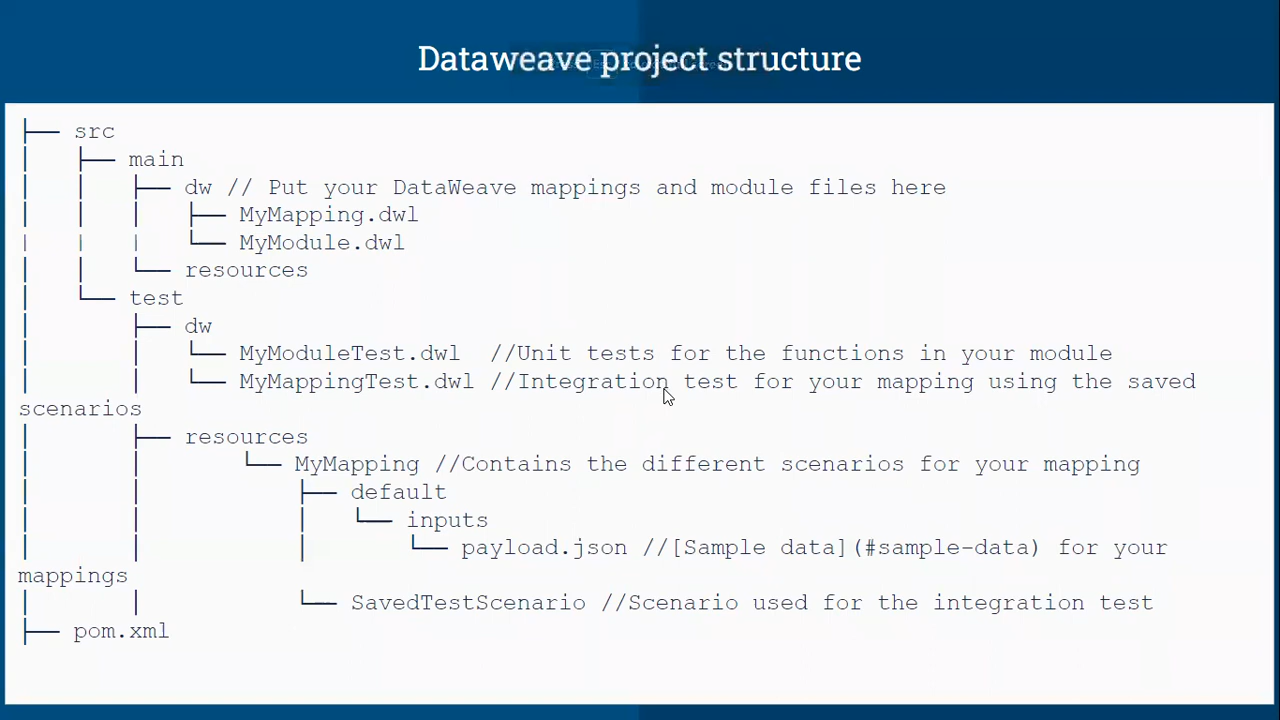 Dataweave project structure
├── src
│   ├── main
│   │   ├── dw // Put your DataWeave mappings and module files here
│   │   │   ├── MyMapping.dwl
│   │   │   └── MyModule.dwl
│   │   └── resources
│   └── test
│       ├── dw
│       │   └── MyModuleTest.dwl  //Unit tests for the functions in your module
│       │   └── MyMappingTest.dwl //Integration test for your mapping using the saved
scenarios
│       ├── resources
│       │       └── MyMapping //Contains the different scenarios for your mapping
│       │           ├── default
│       │           │   └── inputs
│       │           │       └── payload.json //[Sample data](#sample-data) for your
mappings
│       │           └── SavedTestScenario //Scenario used for the integration test
├── pom.xml